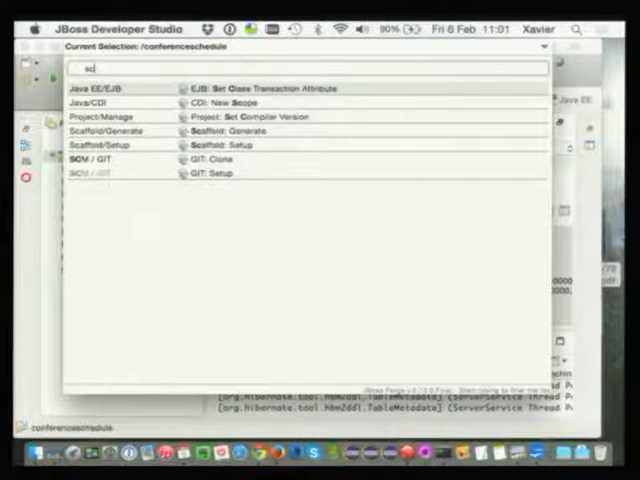 JBoss Developer Studio 90% Fri 6 Feb 11:01 Xavier
Current Selection: /conferenceschedule
sc
Java EE/EJB EJB: Set Class Transaction Attribute
Java/CDI CDI: New Scope
Project/Manage Project: Set Compiler Version
Scaffold/Generate Scaffold: Generate
Scaffold/Setup Scaffold: Setup
SCM / GIT GIT: Clone
SCM / GIT GIT: Setup
Java EE
[org.hibernate.tool.hbm2ddl.TableMetadata] (ServerService Thread P
[org.hibernate.tool.hbm2ddl.TableMetadata] (ServerService Thread P
conferenceschedule